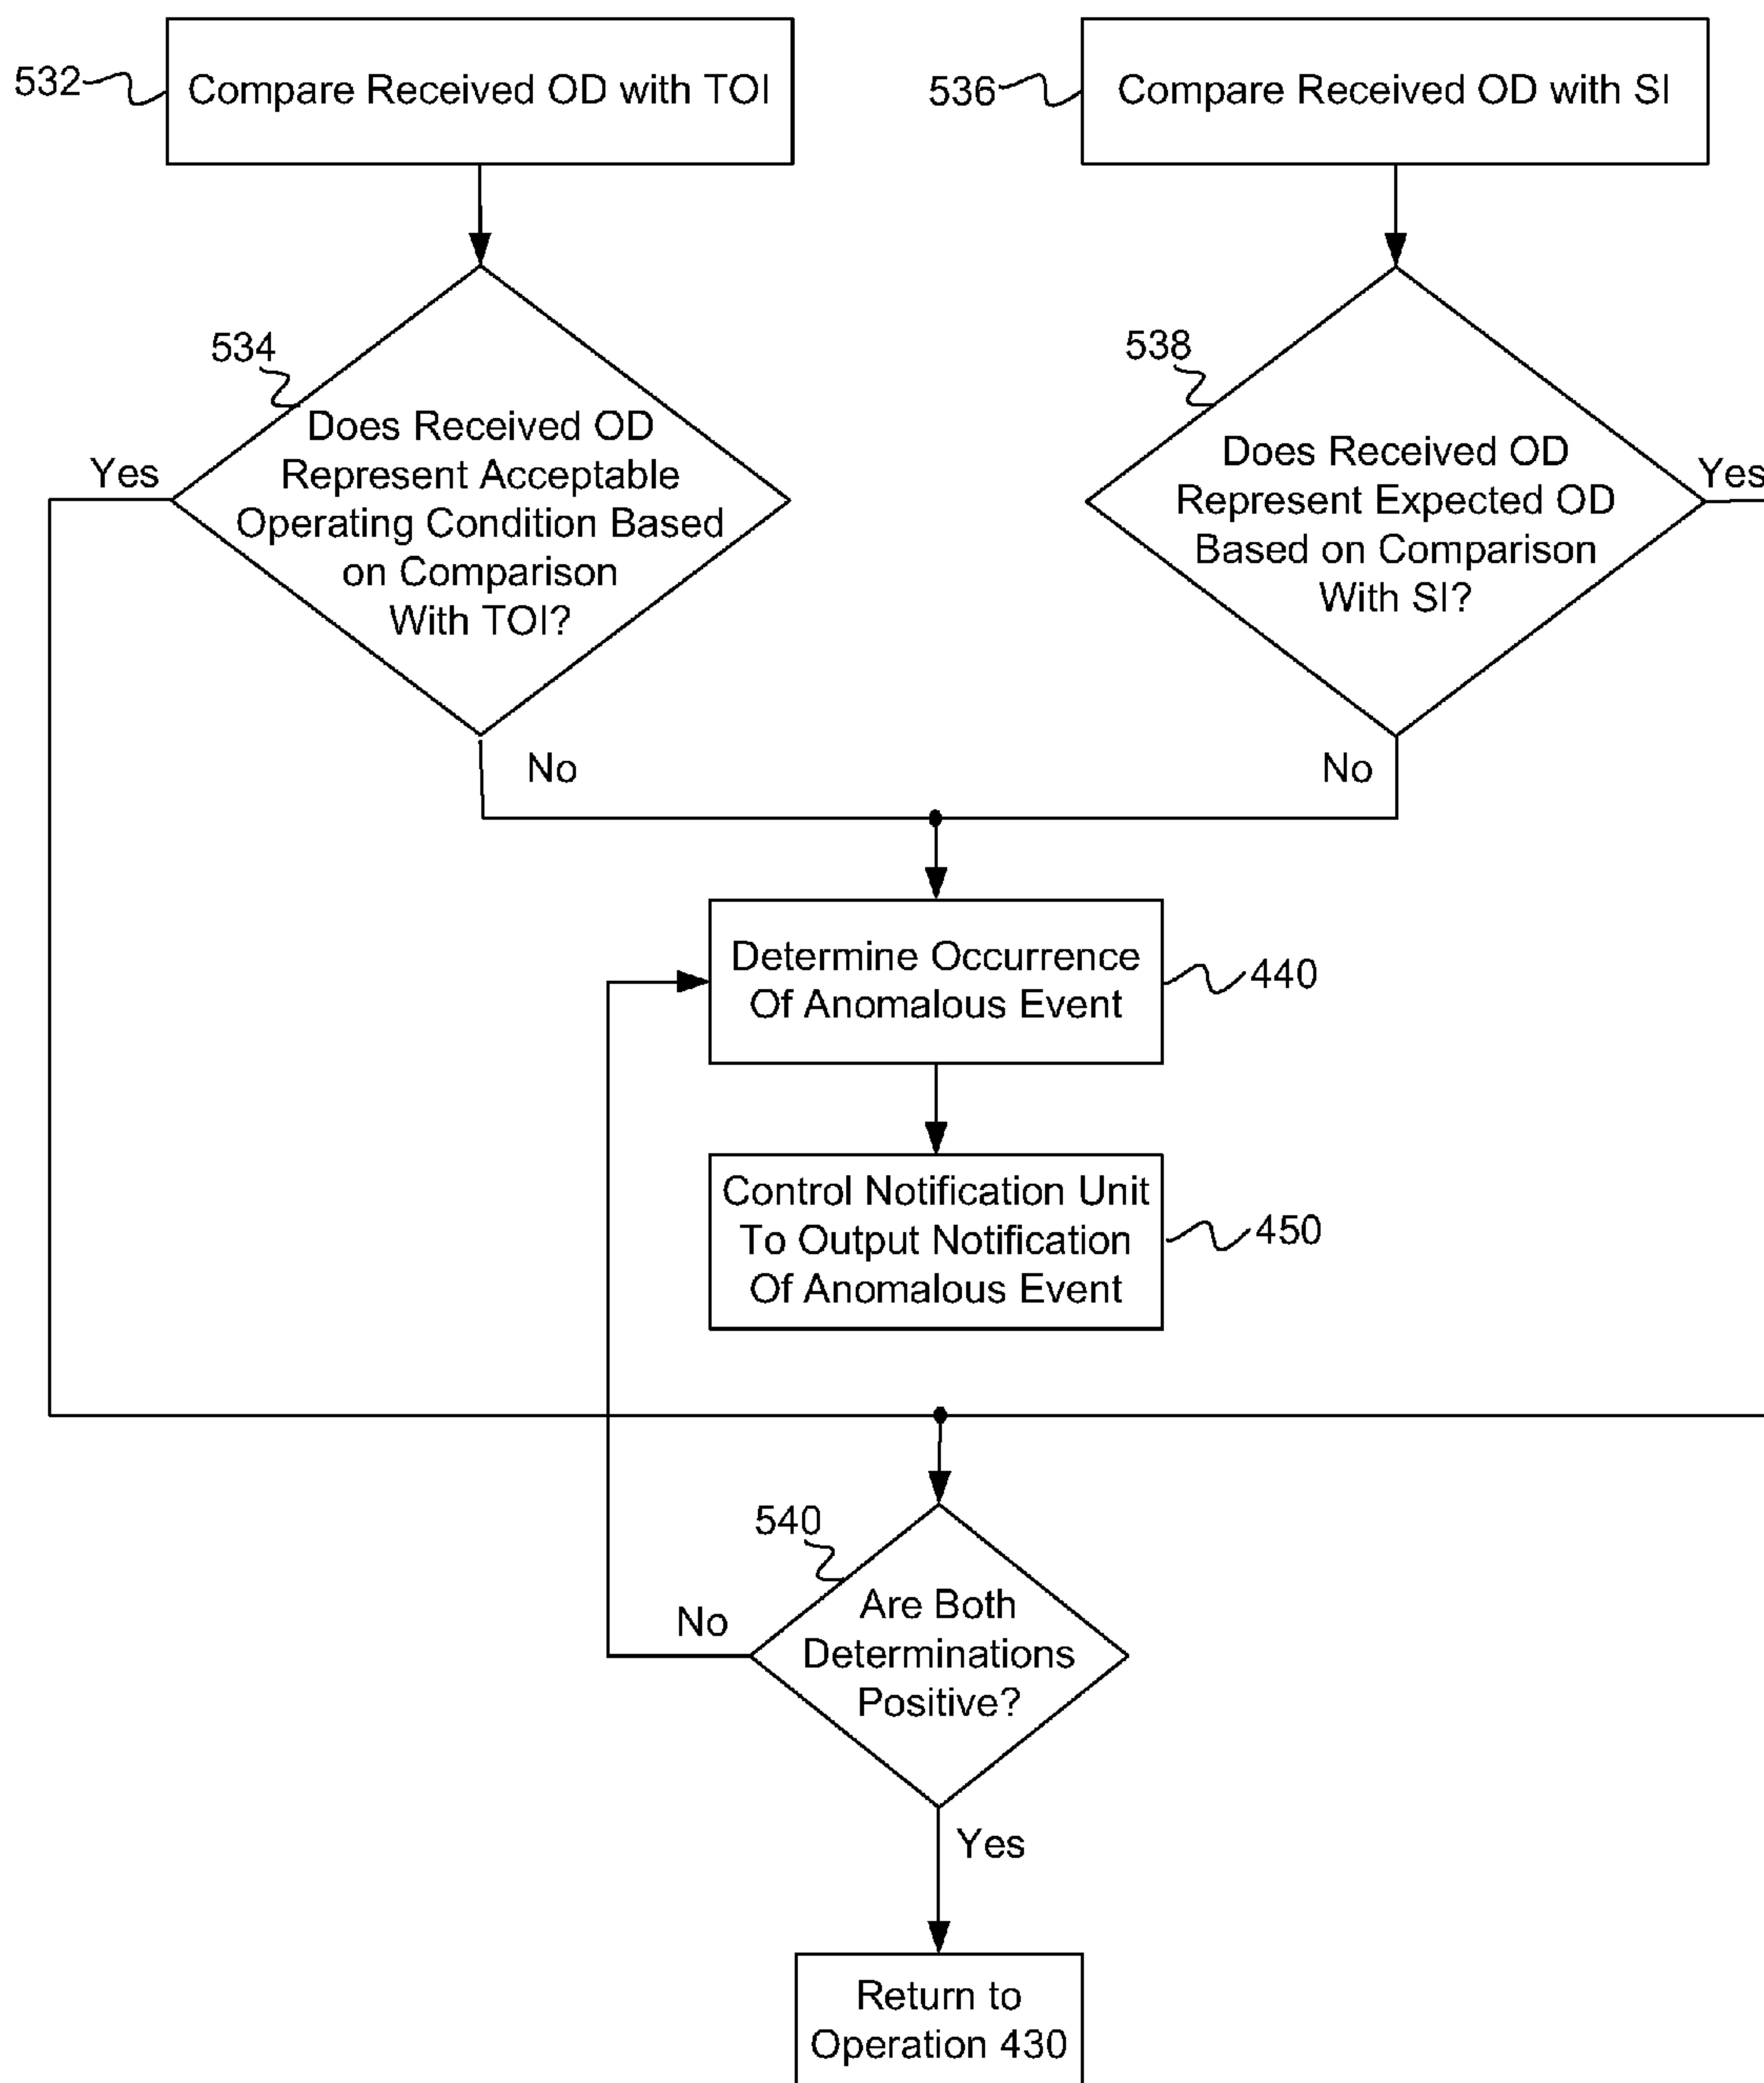 532
Compare Received OD with TOI
536
Compare Received OD with SI
534
Does Received OD
Represent Acceptable
Operating Condition Based
on Comparison
With TOI?
Yes
No
538
Does Received OD
Represent Expected OD
Based on Comparison
With SI?
Yes
No
Determine Occurrence
Of Anomalous Event
440
Control Notification Unit
To Output Notification
Of Anomalous Event
450
540
Are Both
Determinations
Positive?
No
Yes
Return to
Operation 430